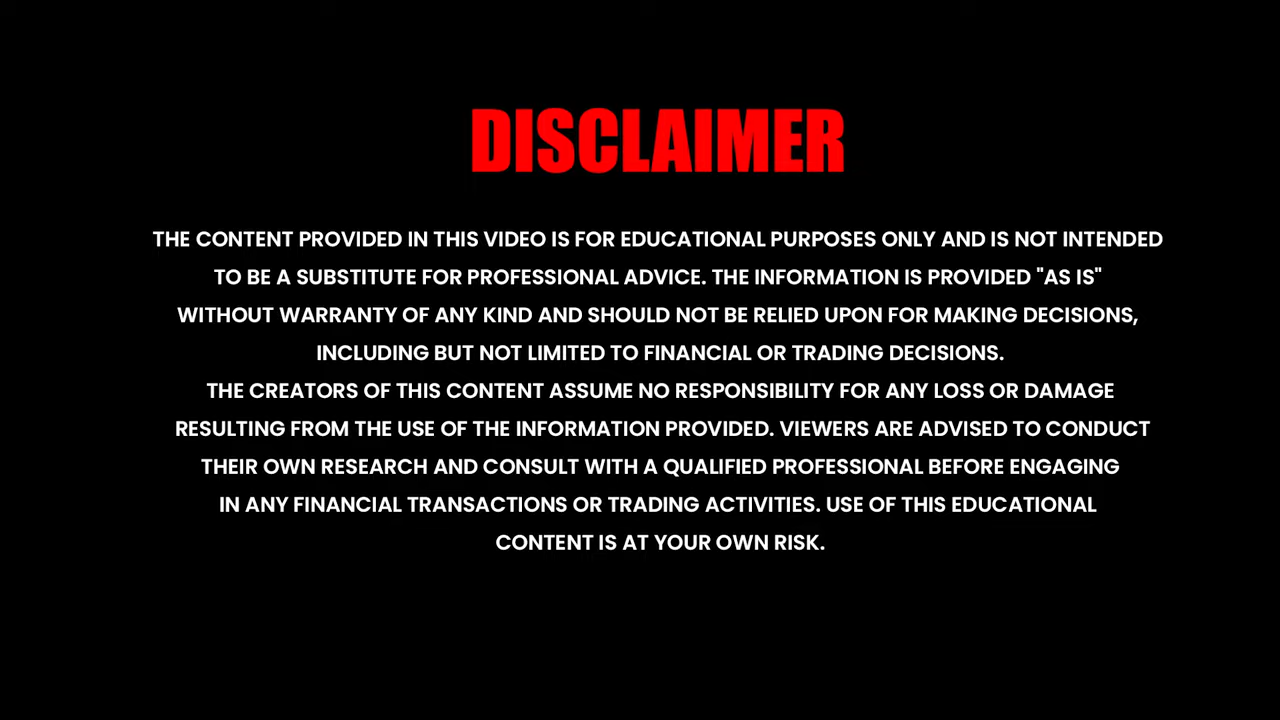 DISCLAIMER
THE CONTENT PROVIDED IN THIS VIDEO IS FOR EDUCATIONAL PURPOSES ONLY AND IS NOT INTENDED
TO BE A SUBSTITUTE FOR PROFESSIONAL ADVICE. THE INFORMATION IS PROVIDED "AS IS"
WITHOUT WARRANTY OF ANY KIND AND SHOULD NOT BE RELIED UPON FOR MAKING DECISIONS,
INCLUDING BUT NOT LIMITED TO FINANCIAL OR TRADING DECISIONS.
THE CREATORS OF THIS CONTENT ASSUME NO RESPONSIBILITY FOR ANY LOSS OR DAMAGE
RESULTING FROM THE USE OF THE INFORMATION PROVIDED. VIEWERS ARE ADVISED TO CONDUCT
THEIR OWN RESEARCH AND CONSULT WITH A QUALIFIED PROFESSIONAL BEFORE ENGAGING
IN ANY FINANCIAL TRANSACTIONS OR TRADING ACTIVITIES. USE OF THIS EDUCATIONAL
CONTENT IS AT YOUR OWN RISK.